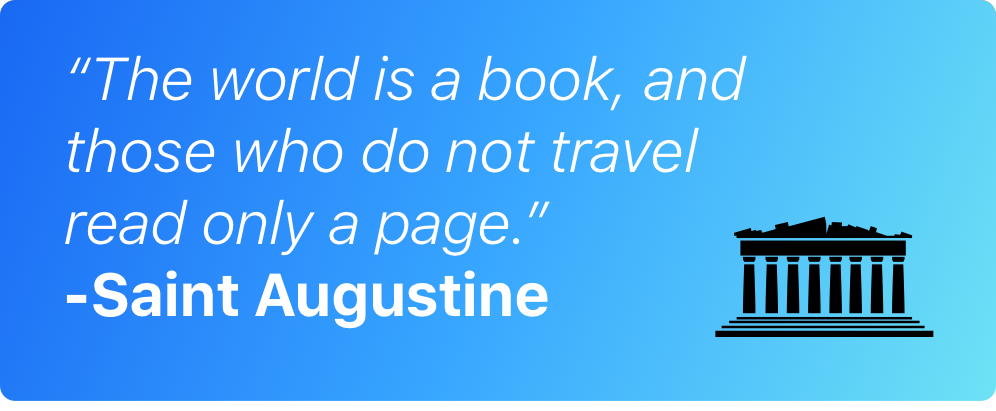 “The world is a book, and
those who do not travel
read only a page.”
-Saint Augustine